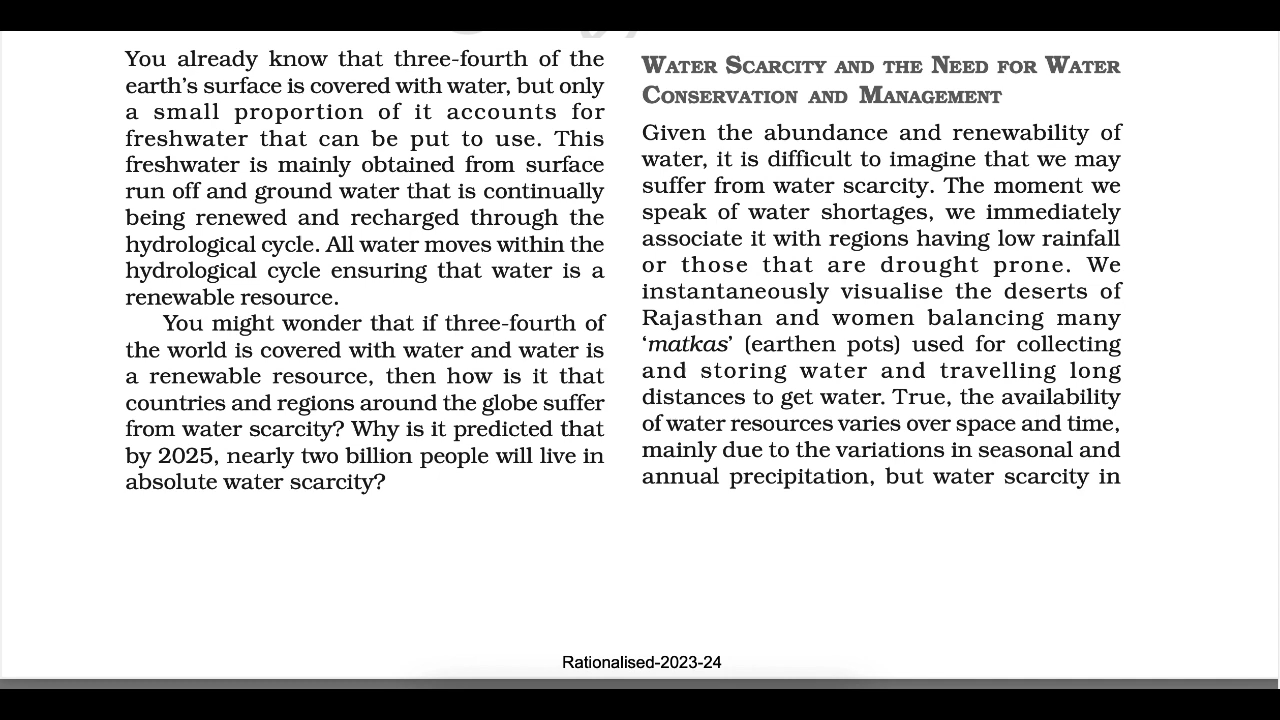 You already know that three-fourth of the
earth's surface is covered with water, but only
a small proportion of it accounts for
freshwater that can be put to use. This
freshwater is mainly obtained from surface
run off and ground water that is continually
being renewed and recharged through the
hydrological cycle. All water moves within the
hydrological cycle ensuring that water is a
renewable resource.
You might wonder that if three-fourth of
the world is covered with water and water is
a renewable resource, then how is it that
countries and regions around the globe suffer
from water scarcity? Why is it predicted that
by 2025, nearly two billion people will live in
absolute water scarcity?
WATER SCARCITY AND THE NEED FOR WATER
CONSERVATION AND MANAGEMENT
Given the abundance and renewability of
water, it is difficult to imagine that we may
suffer from water scarcity. The moment we
speak of water shortages, we immediately
associate it with regions having low rainfall
or those that are drought prone. We
instantaneously visualise the deserts of
Rajasthan and women balancing many
‘matkas’ (earthen pots) used for collecting
and storing water and travelling long
distances to get water. True, the availability
of water resources varies over space and time,
mainly due to the variations in seasonal and
annual precipitation, but water scarcity in
Rationalised-2023-24